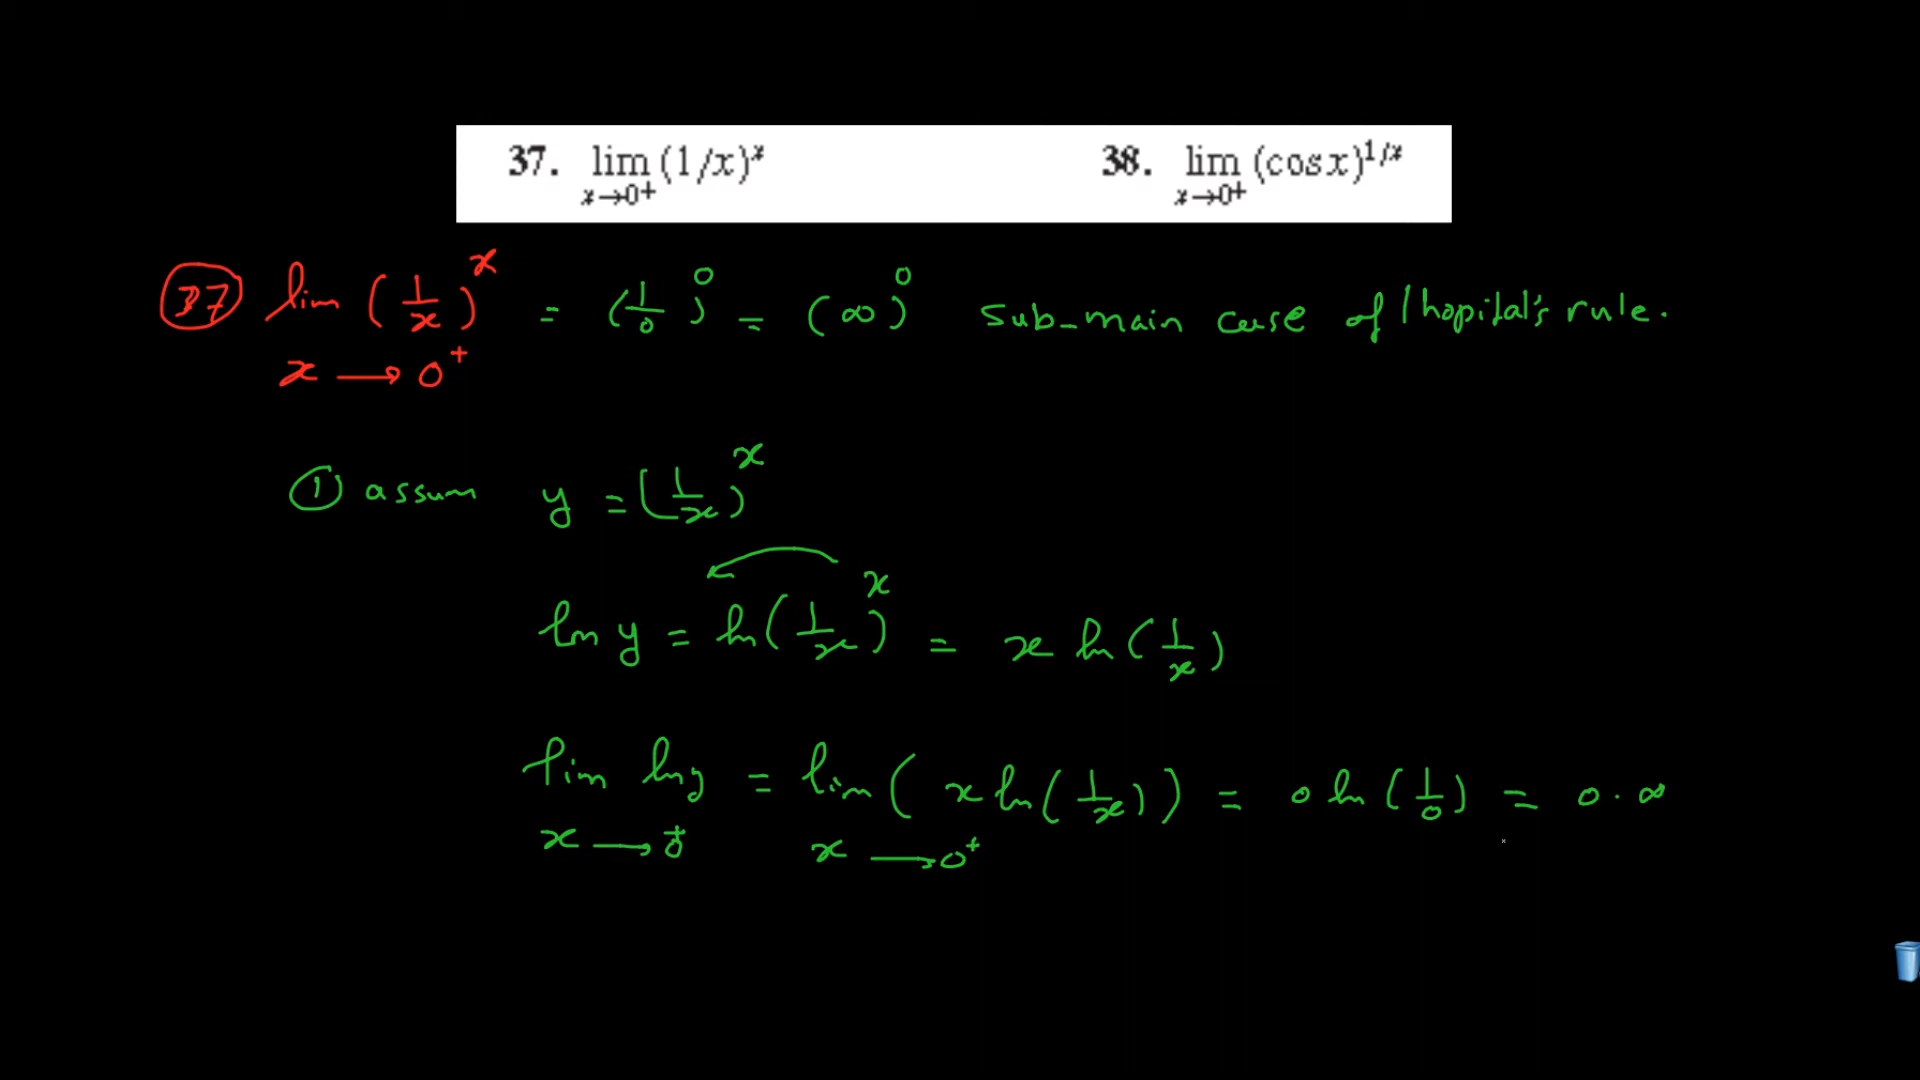 37. lim (1/x)^x 38. lim (cos x)^1/x
x→0+ x→0+
37 lim (1/x)^x = (1/0)^0 = (∞)^0 sub-main case of lhopital's rule.
x → 0+
1 assum y = (1/x)^x
ln y = ln(1/x)^x = x ln(1/x)
lim ln y = lim (x ln(1/x)) = 0 ln(1/0) = 0·∞
x → 0+ x → 0+